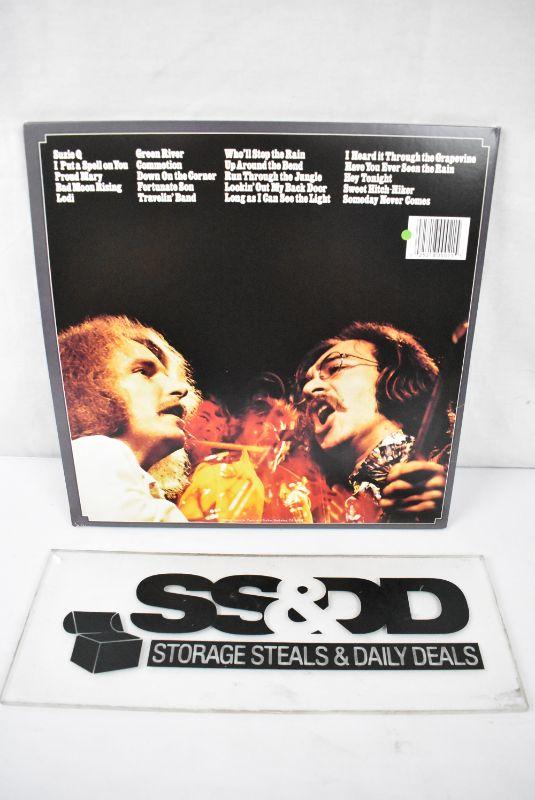 Suzie Q
I Put a Spell on You
Proud Mary
Bad Moon Rising
Lodi
Green River
Commotion
Down On the Corner
Fortunate Son
Travelin' Band
Who'll Stop the Rain
Up Around the Bend
Run Through the Jungle
Lookin' Out My Back Door
Long as I Can See the Light
I Heard it Through the Grapevine
Have You Ver Seen the Rain
Hey Tonight
Sweet Hitch-Hiker
Someday Never Comes
SS&DD
STORAGE STEALS & DAILY DEALS